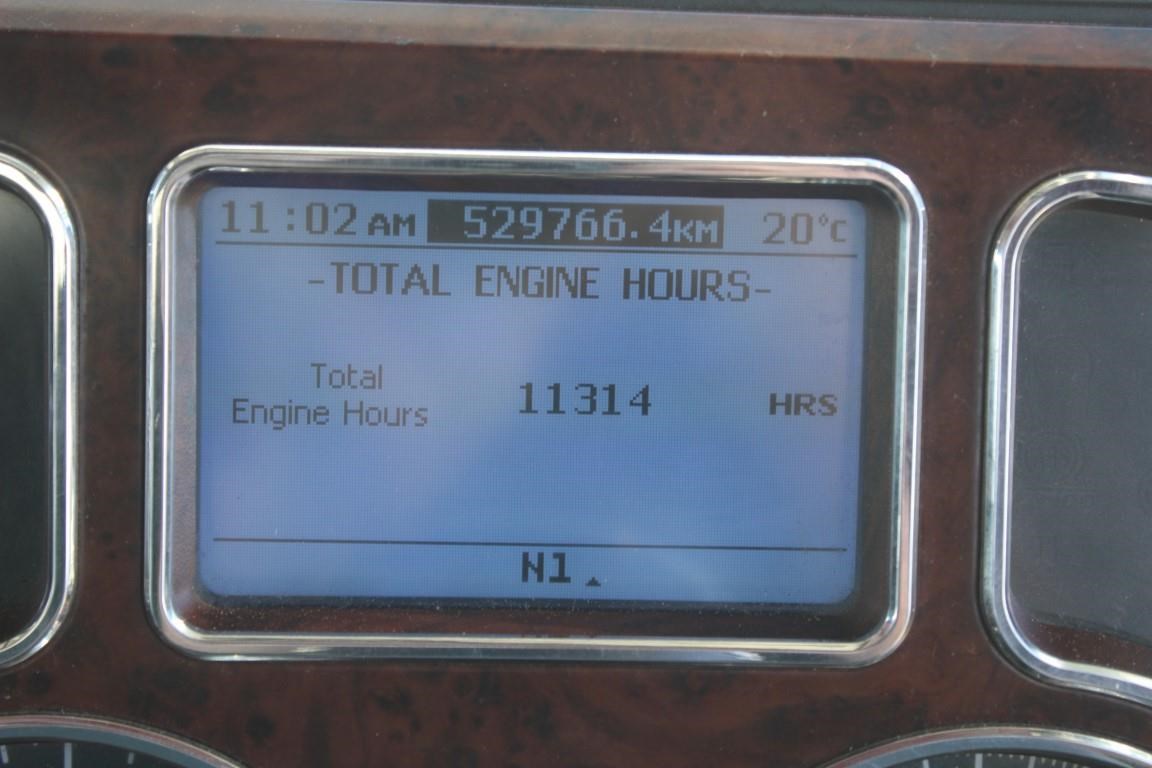 11:02 AM 529766.4KM 20°C
-TOTAL ENGINE HOURS-
Total
Engine Hours 11314 HRS
N1